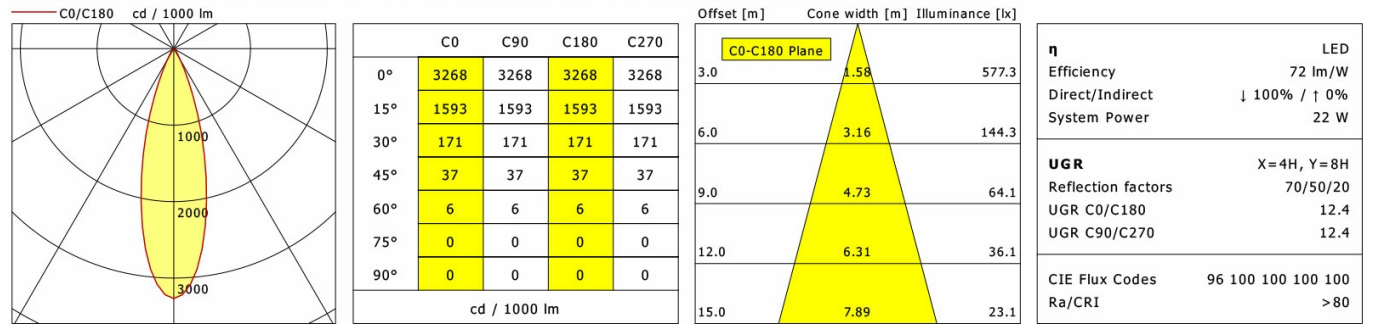 C0/C180 cd / 1000 lm
1000
2000
3000
C0 C90 C180 C270
0° 3268 3268 3268 3268
15° 1593 1593 1593 1593
30° 171 171 171 171
45° 37 37 37 37
60° 6 6 6 6
75° 0 0 0 0
90° 0 0 0 0
cd / 1000 lm
Offset [m] Cone width [m] Illuminance [lx]
C0-C180 Plane
3.0 1.58 577.3
6.0 3.16 144.3
9.0 4.73 64.1
12.0 6.31 36.1
15.0 7.89 23.1
η LED
Efficiency 72 lm/W
Direct/Indirect ↓ 100% / ↑ 0%
System Power 22 W
UGR X=4H, Y=8H
Reflection factors 70/50/20
UGR C0/C180 12.4
UGR C90/C270 12.4
CIE Flux Codes 96 100 100 100 100
Ra/CRI >80